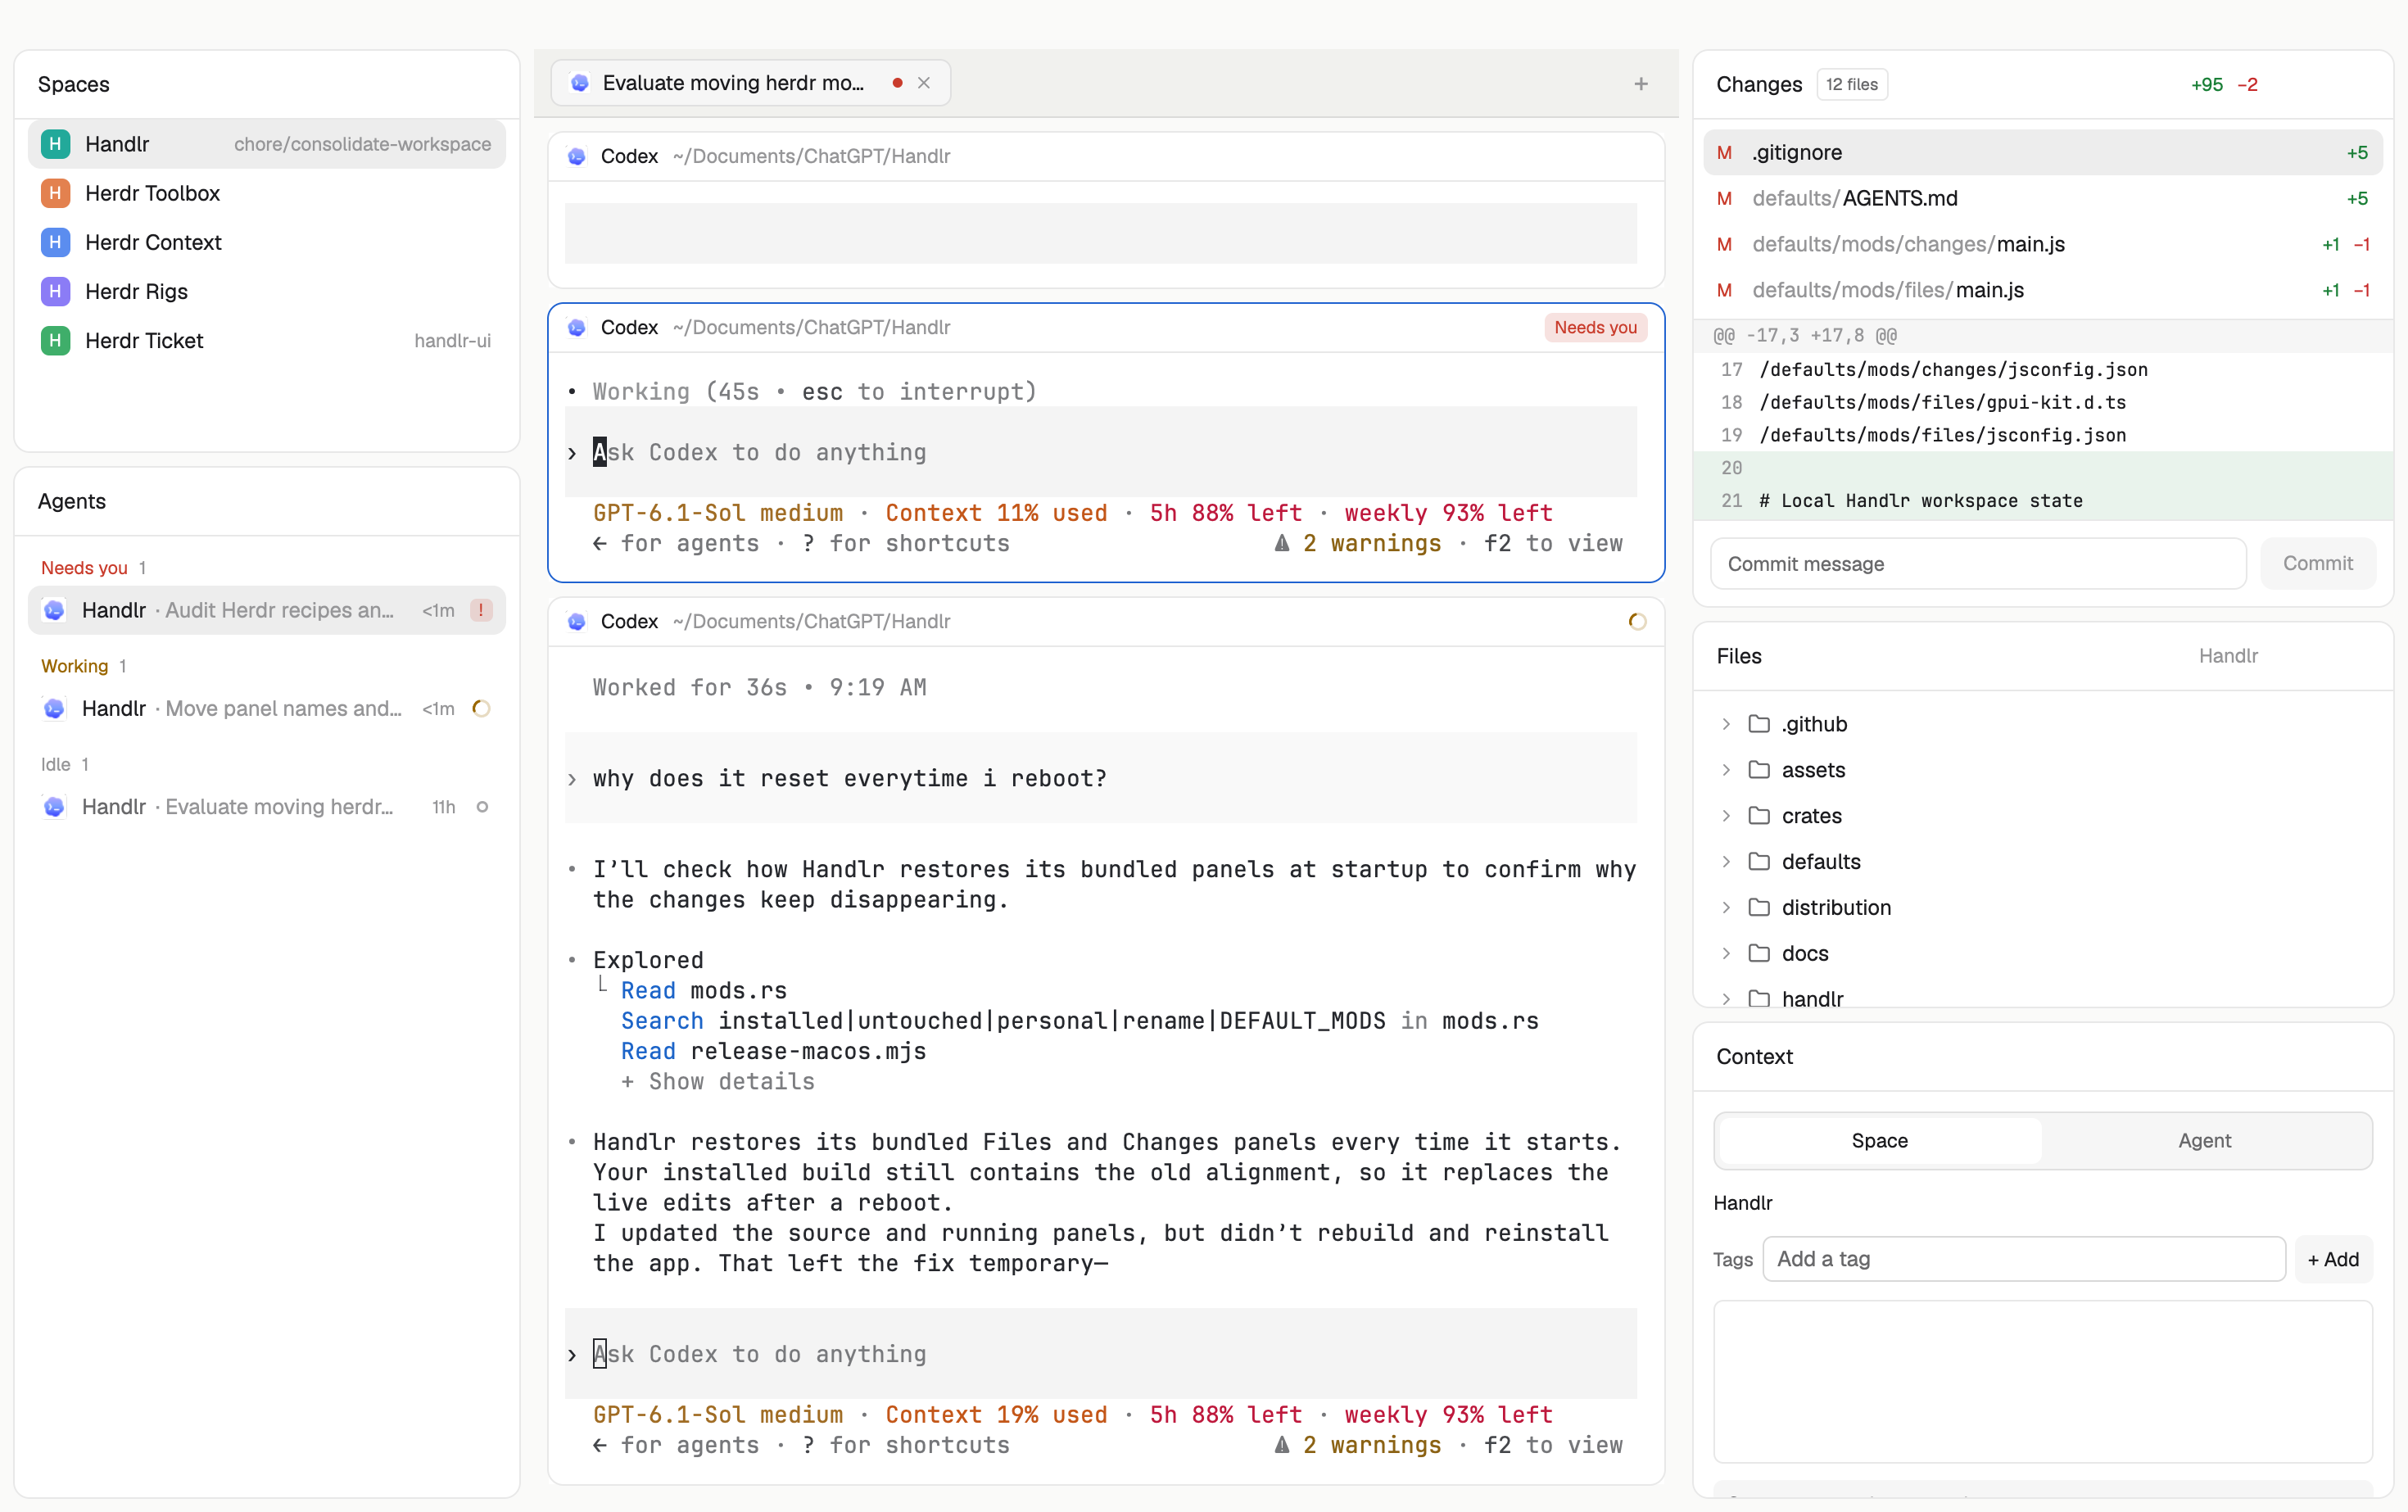 Spaces
H Handlr chore/consolidate-workspace
H Herdr Toolbox
H Herdr Context
H Herdr Rigs
H Herdr Ticket handlr-ui
Agents
Needs you 1
Handlr · Audit Herdr recipes an... <1m !
Working 1
Handlr · Move panel names and... <1m
Idle 1
Handlr · Evaluate moving herdr... 11h
Evaluate moving herdr mo... ● × +
Codex ~/Documents/ChatGPT/Handlr
Codex ~/Documents/ChatGPT/Handlr Needs you
• Working (45s • esc to interrupt)
› Ask Codex to do anything
GPT-6.1-Sol medium · Context 11% used · 5h 88% left · weekly 93% left
← for agents · ? for shortcuts ⚠ 2 warnings · f2 to view
Codex ~/Documents/ChatGPT/Handlr
Worked for 36s • 9:19 AM
› why does it reset everytime i reboot?
• I’ll check how Handlr restores its bundled panels at startup to confirm why
the changes keep disappearing.
• Explored
└ Read mods.rs
Search installed|untouched|personal|rename|DEFAULT_MODS in mods.rs
Read release-macos.mjs
+ Show details
• Handlr restores its bundled Files and Changes panels every time it starts.
Your installed build still contains the old alignment, so it replaces the
live edits after a reboot.
I updated the source and running panels, but didn’t rebuild and reinstall
the app. That left the fix temporary—
› Ask Codex to do anything
GPT-6.1-Sol medium · Context 19% used · 5h 88% left · weekly 93% left
← for agents · ? for shortcuts ⚠ 2 warnings · f2 to view
Changes 12 files +95 −2
M .gitignore +5
M defaults/AGENTS.md +5
M defaults/mods/changes/main.js +1 −1
M defaults/mods/files/main.js +1 −1
@@ -17,3 +17,8 @@
17 /defaults/mods/changes/jsconfig.json
18 /defaults/mods/files/gpui-kit.d.ts
19 /defaults/mods/files/jsconfig.json
20
21 # Local Handlr workspace state
Commit message Commit
Files Handlr
› .github
› assets
› crates
› defaults
› distribution
› docs
› handlr
Context
Space Agent
Handlr
Tags Add a tag + Add